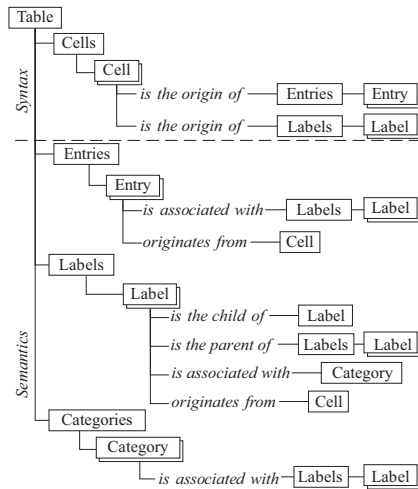 Table
Cells
Cell
is the origin of Entries Entry
is the origin of Labels Label
Syntax
Entries
Entry
is associated with Labels Label
originates from Cell
Labels
Label
is the child of Label
is the parent of Labels Label
is associated with Category
originates from Cell
Semantics
Categories
Category
is associated with Labels Label